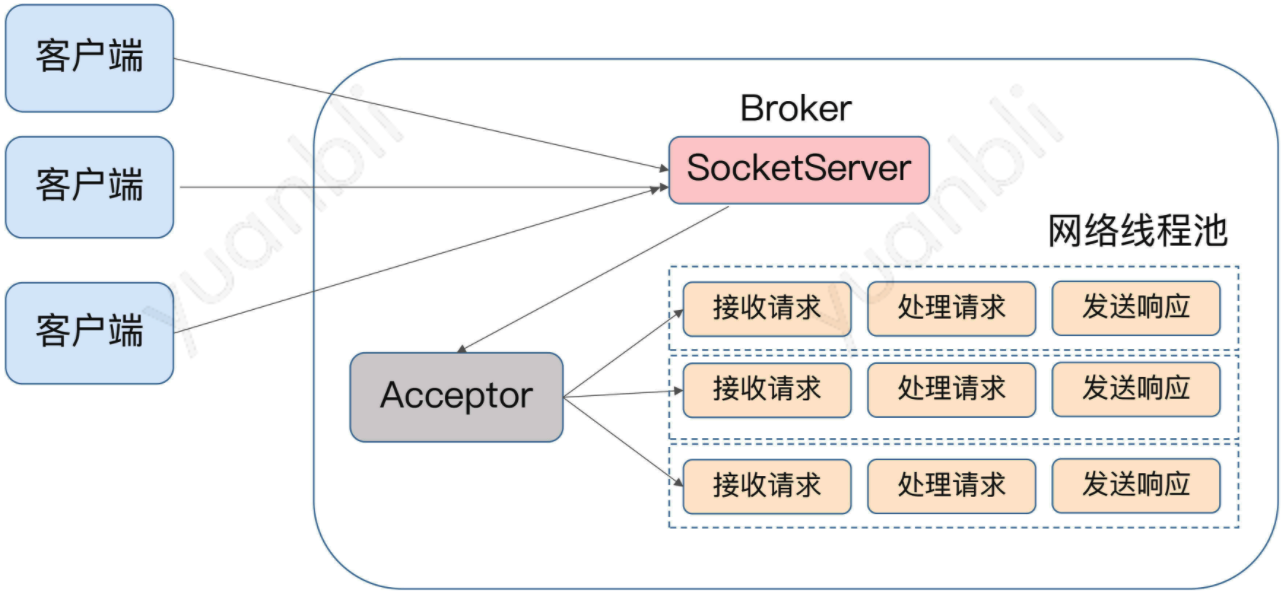 客户端
客户端
客户端
Broker
SocketServer
网络线程池
Acceptor
接收请求 处理请求 发送响应
接收请求 处理请求 发送响应
接收请求 处理请求 发送响应
yuanbli
yuanbli